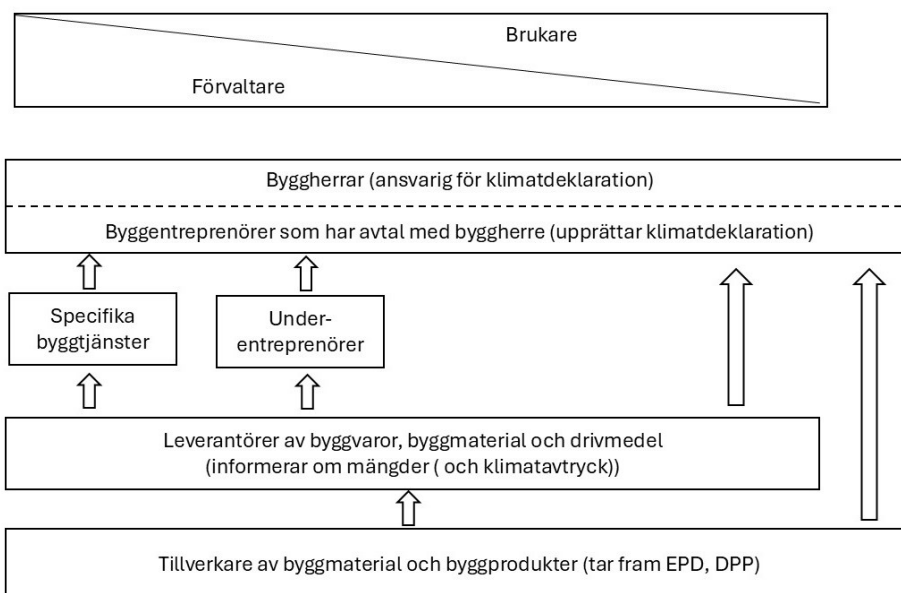 Brukare
Förvaltare
Byggherrar (ansvarig för klimatdeklaration)
Byggentreprenörer som har avtal med byggherre (upprättar klimatdeklaration)
Specifika
byggtjänster
Under-
entreprenörer
Leverantörer av byggvaror, byggmaterial och drivmedel
(informerar om mängder ( och klimatavtryck))
Tillverkare av byggmaterial och byggprodukter (tar fram EPD, DPP)